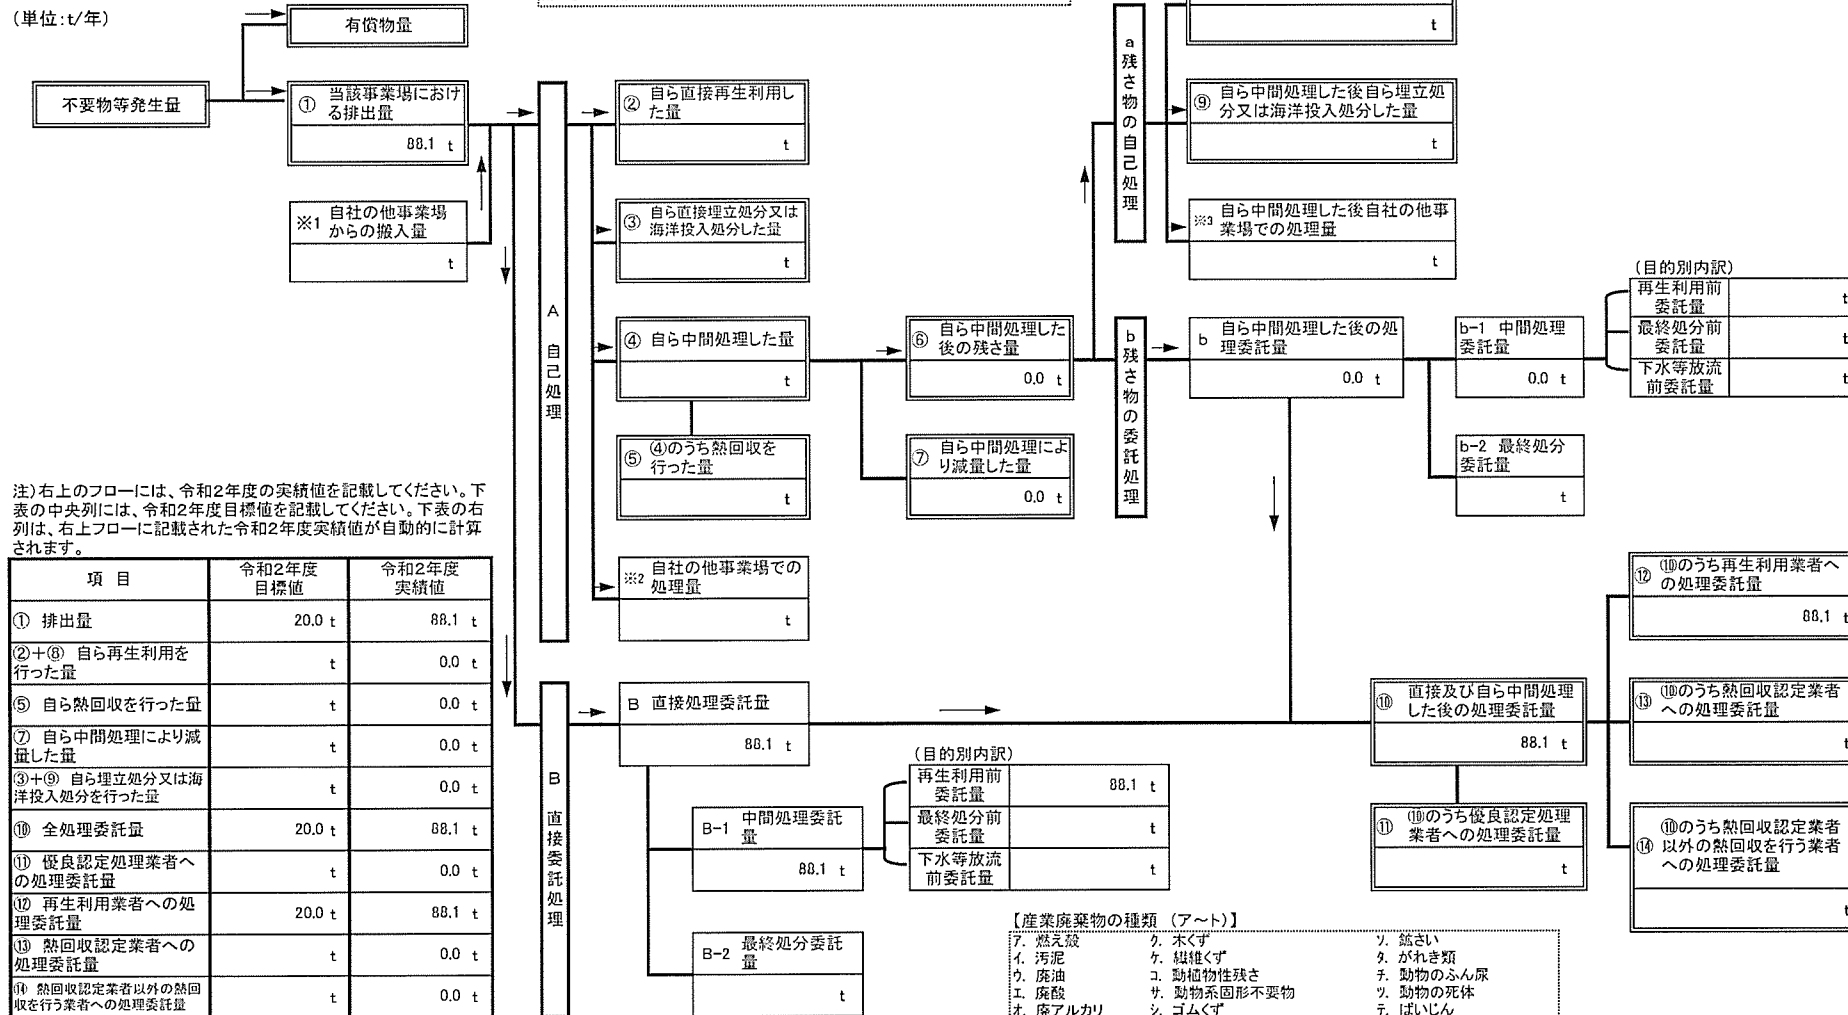 (単位:t/年)
有償物量
不要物等発生量
① 当該事業場におけ
る排出量
88.1 t
※1 自社の他事業場
からの搬入量
t
A 自己処理
② 自ら直接再生利用し
た量
t
③ 自ら直接埋立処分又は
海洋投入処分した量
t
④ 自ら中間処理した量
t
⑤ ④のうち熱回収を
行った量
t
※2 自社の他事業場での
処理量
t
⑥ 自ら中間処理した
後の残さ量
0.0 t
⑦ 自ら中間処理によ
り減量した量
0.0 t
a 残さ物の自己処理
t
⑨ 自ら中間処理した後自ら埋立処
分又は海洋投入処分した量
t
※3 自ら中間処理した後自社の他事
業場での処理量
t
b 残さ物の委託処理
b 自ら中間処理した後の処
理委託量
0.0 t
b-1 中間処理
委託量
0.0 t
(目的別内訳)
再生利用前
委託量
t
最終処分前
委託量
t
下水等放流
前委託量
t
b-2 最終処分
委託量
t
注)右上のフローには、令和2年度の実績値を記載してください。下
表の中央列には、令和2年度目標値を記載してください。下表の右
列は、右上フローに記載された令和2年度実績値が自動的に計算
されます。
項 目 令和2年度 令和2年度
目標値 実績値
① 排出量 20.0 t 88.1 t
②+⑧ 自ら再生利用を
行った量 t 0.0 t
⑤ 自ら熱回収を行った量 t 0.0 t
⑦ 自ら中間処理により減
量した量 t 0.0 t
③+⑨ 自ら埋立処分又は海
洋投入処分を行った量 t 0.0 t
⑩ 全処理委託量 20.0 t 88.1 t
⑪ 優良認定処理業者へ
の処理委託量 t 0.0 t
⑫ 再生利用業者への処
理委託量 20.0 t 88.1 t
⑬ 熱回収認定業者への
処理委託量 t 0.0 t
⑭ 熱回収認定業者以外の熱回
収を行う業者への処理委託量 t 0.0 t
B 直接委託処理
B 直接処理委託量
88.1 t
B-1 中間処理委託
量
88.1 t
(目的別内訳)
再生利用前
委託量
88.1 t
最終処分前
委託量
t
下水等放流
前委託量
t
B-2 最終処分委託
量
t
⑩ 直接及び自ら中間処理
した後の処理委託量
88.1 t
⑪ ⑩のうち優良認定処理
業者への処理委託量
t
⑫ ⑩のうち再生利用業者へ
の処理委託量
88.1 t
⑬ ⑩のうち熱回収認定業者
への処理委託量
t
⑭ ⑩のうち熱回収認定業者
以外の熱回収を行う業者
への処理委託量
t
【産業廃棄物の種類 (ア～ト)】
ア. 燃え殻 ク. 木くず ソ. 鉱さい
イ. 汚泥 ケ. 繊維くず タ. がれき類
ウ. 廃油 コ. 動植物性残さ チ. 動物のふん尿
エ. 廃酸 サ. 動物系固形不要物 ツ. 動物の死体
オ. 廃アルカリ シ. ゴムくず テ. ばいじん